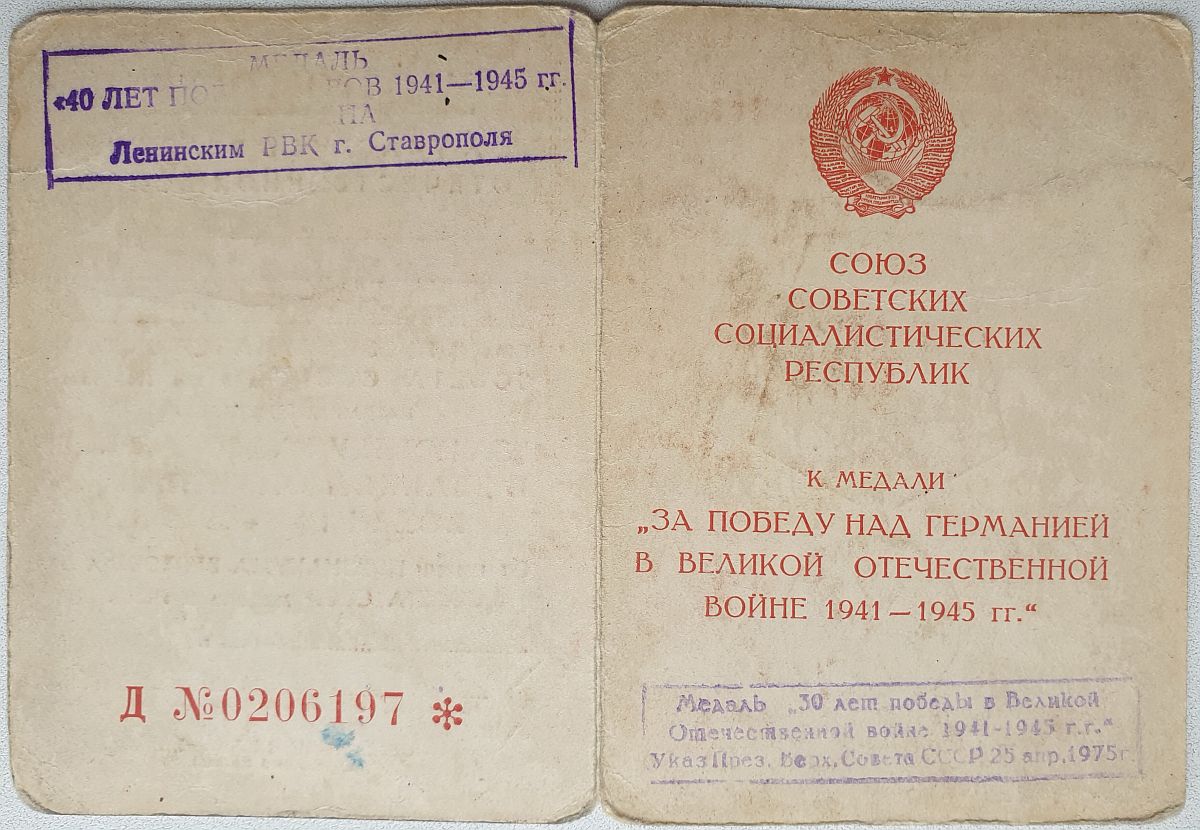 МЕДАЛЬ
«40 ЛЕТ 1941—1945 гг.
НА
Ленинским РВК г. Ставрополя
Д №0206197 *
СОЮЗ
СОВЕТСКИХ
СОЦИАЛИСТИЧЕСКИХ
РЕСПУБЛИК
К МЕДАЛИ
„ЗА ПОБЕДУ НАД ГЕРМАНИЕЙ
В ВЕЛИКОЙ ОТЕЧЕСТВЕННОЙ
ВОЙНЕ 1941—1945 гг.“
Медаль „30 лет победы в Великой
Отечественной войне 1941-1945 г.г.“
Указ През. Верх. Совета СССР 25 апр. 1975г